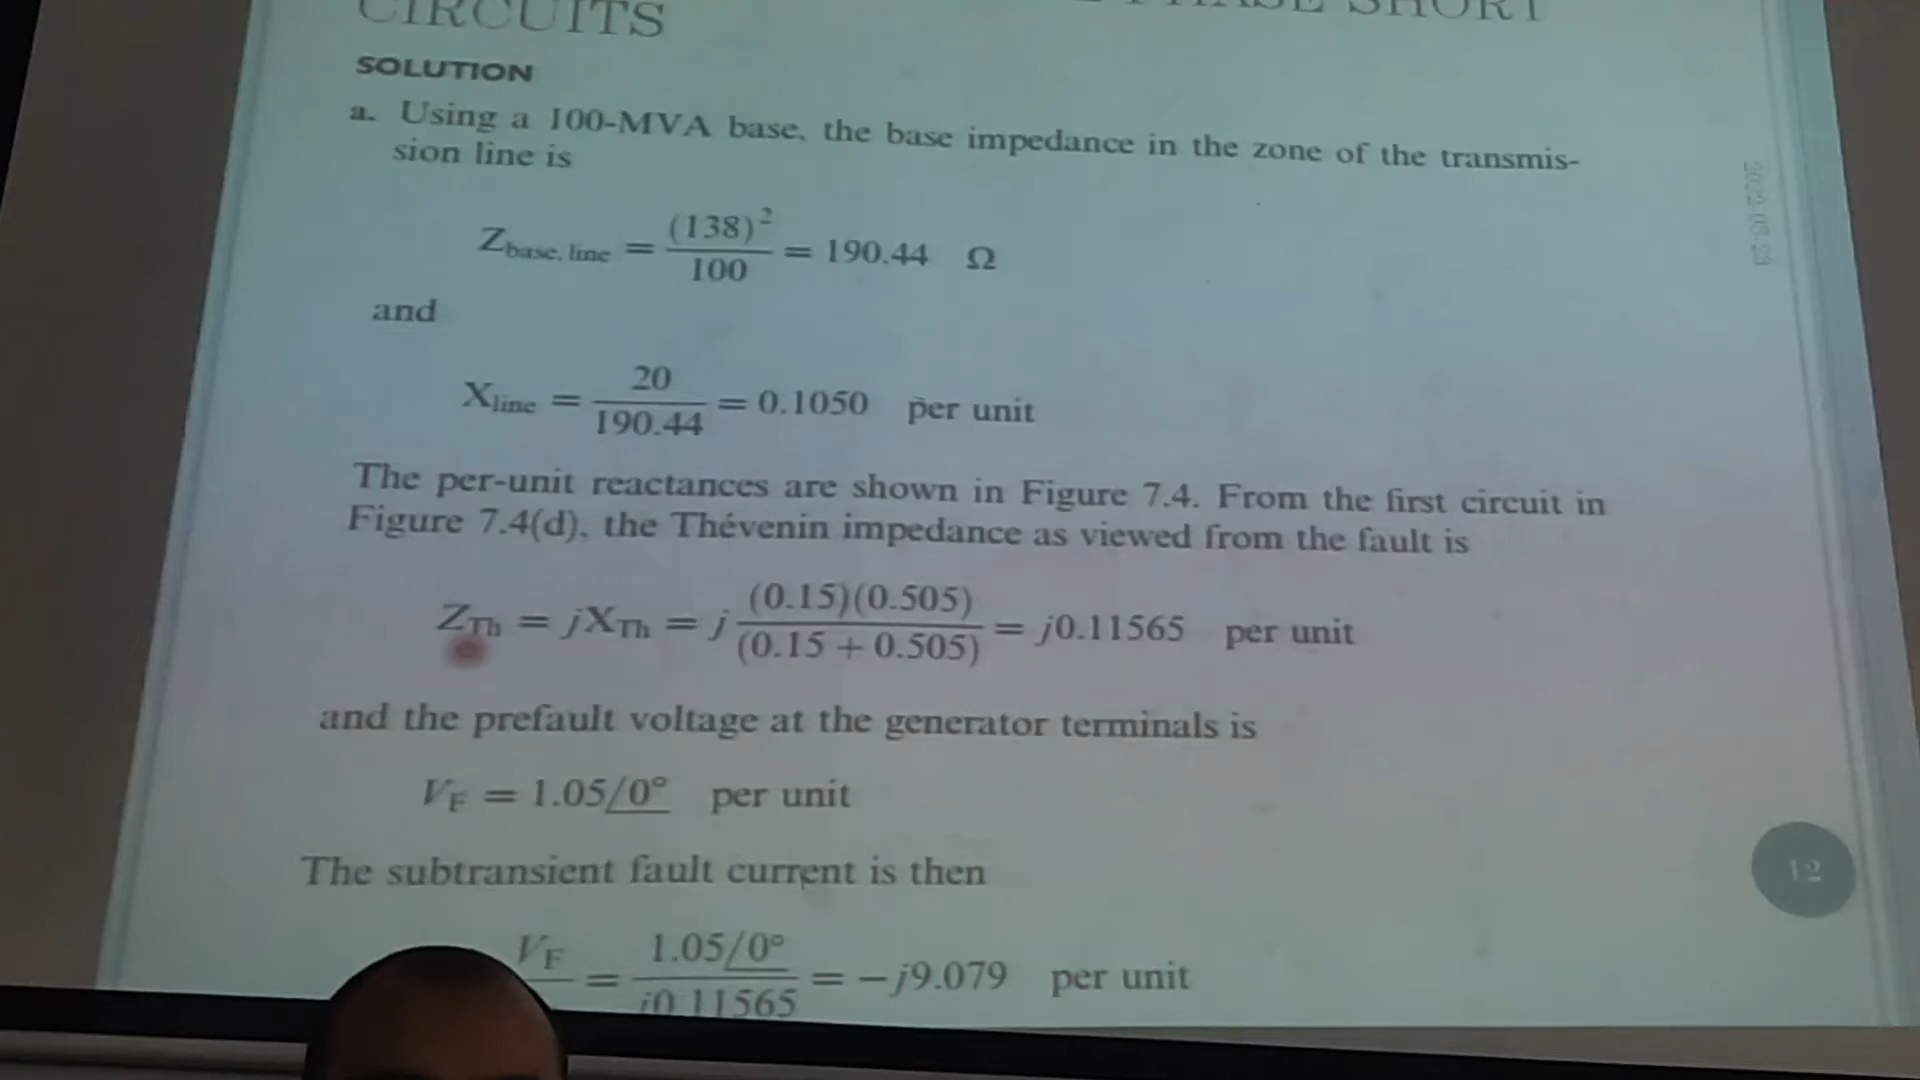 CIRCUITS SHORT
SOLUTION
a. Using a 100-MVA base, the base impedance in the zone of the transmis-
sion line is
Zbase, line = (138)² / 100 = 190.44 Ω
and
Xline = 20 / 190.44 = 0.1050 per unit
The per-unit reactances are shown in Figure 7.4. From the first circuit in
Figure 7.4(d), the Thévenin impedance as viewed from the fault is
ZTh = jXTh = j (0.15)(0.505) / (0.15 + 0.505) = j0.11565 per unit
and the prefault voltage at the generator terminals is
VF = 1.05/0° per unit
The subtransient fault current is then
VF = 1.05/0° / j0.11565 = −j9.079 per unit
12